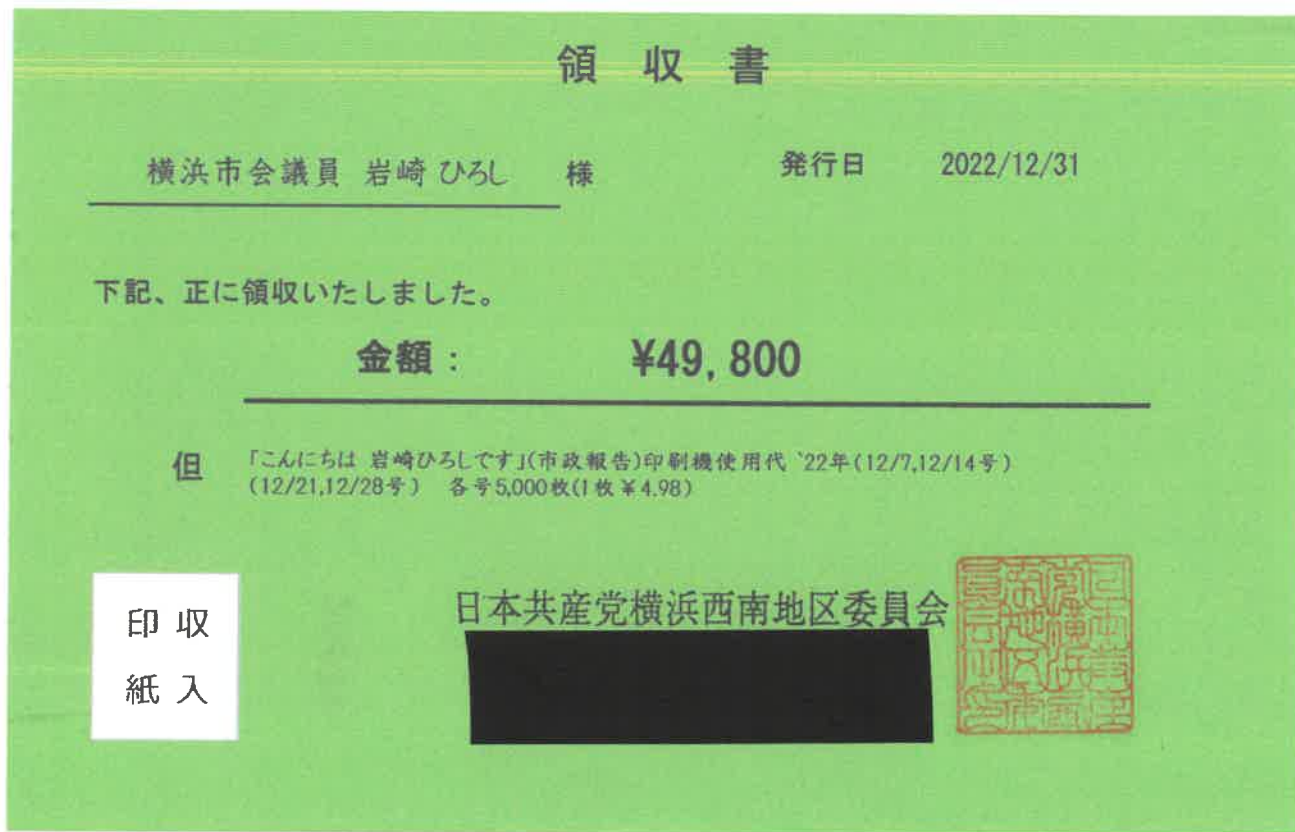 領収書
横浜市会議員 岩崎 ひろし 様 発行日 2022/12/31
下記、正に領収いたしました。
金額: ¥49,800
但 「こんにちは 岩崎ひろしです」(市政報告)印刷機使用代 `22年(12/7,12/14号)
(12/21,12/28号) 各号5,000枚(1枚¥4.98)
日本共産党横浜西南地区委員会
印 収
紙 入